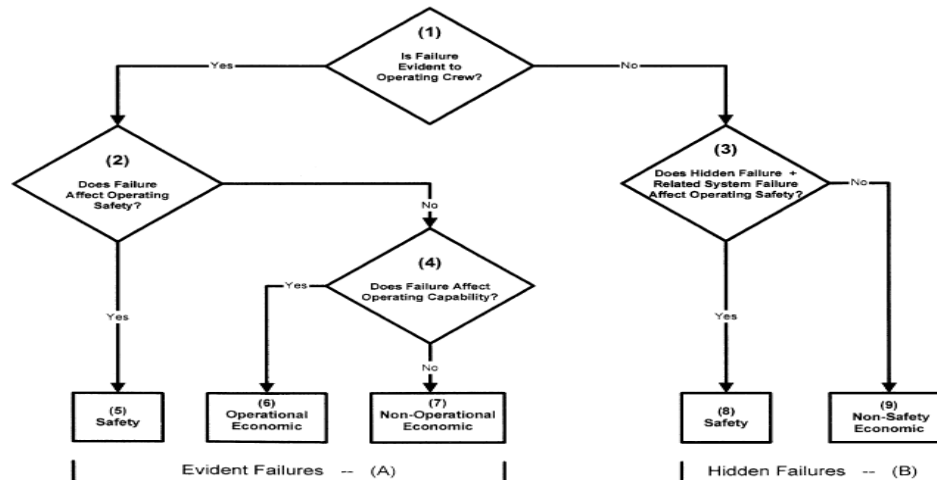 (1)
Is Failure
Evident to
Operating Crew?
Yes
No
(2)
Does Failure
Affect Operating
Safety?
(3)
Does Hidden Failure +
Related System Failure
Affect Operating Safety?
No
No
(4)
Does Failure Affect
Operating Capability?
Yes
Yes
Yes
No
(5)
Safety
(6)
Operational
Economic
(7)
Non-Operational
Economic
(8)
Safety
(9)
Non-Safety
Economic
Evident Failures -- (A)
Hidden Failures -- (B)